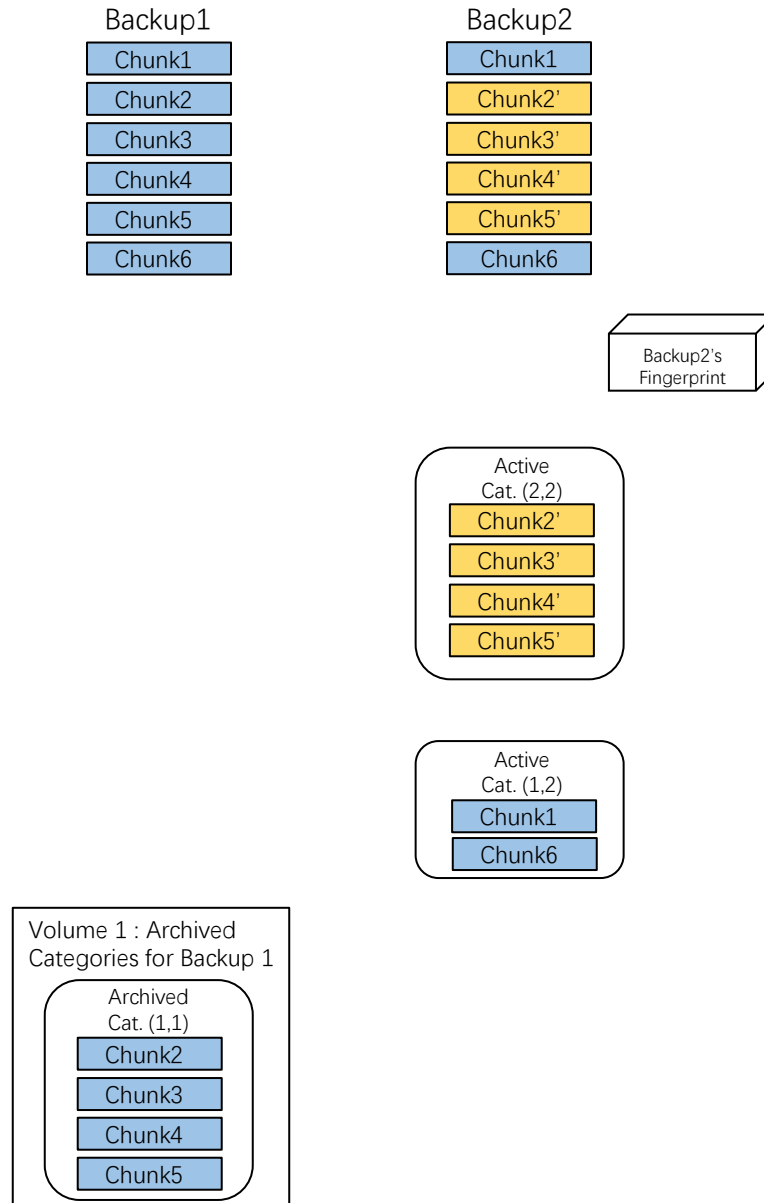 Backup1
Chunk1
Chunk2
Chunk3
Chunk4
Chunk5
Chunk6
Backup2
Chunk1
Chunk2’
Chunk3’
Chunk4’
Chunk5’
Chunk6
Backup2’s
Fingerprint
Active
Cat. (2,2)
Chunk2’
Chunk3’
Chunk4’
Chunk5’
Active
Cat. (1,2)
Chunk1
Chunk6
Volume 1 : Archived
Categories for Backup 1
Archived
Cat. (1,1)
Chunk2
Chunk3
Chunk4
Chunk5